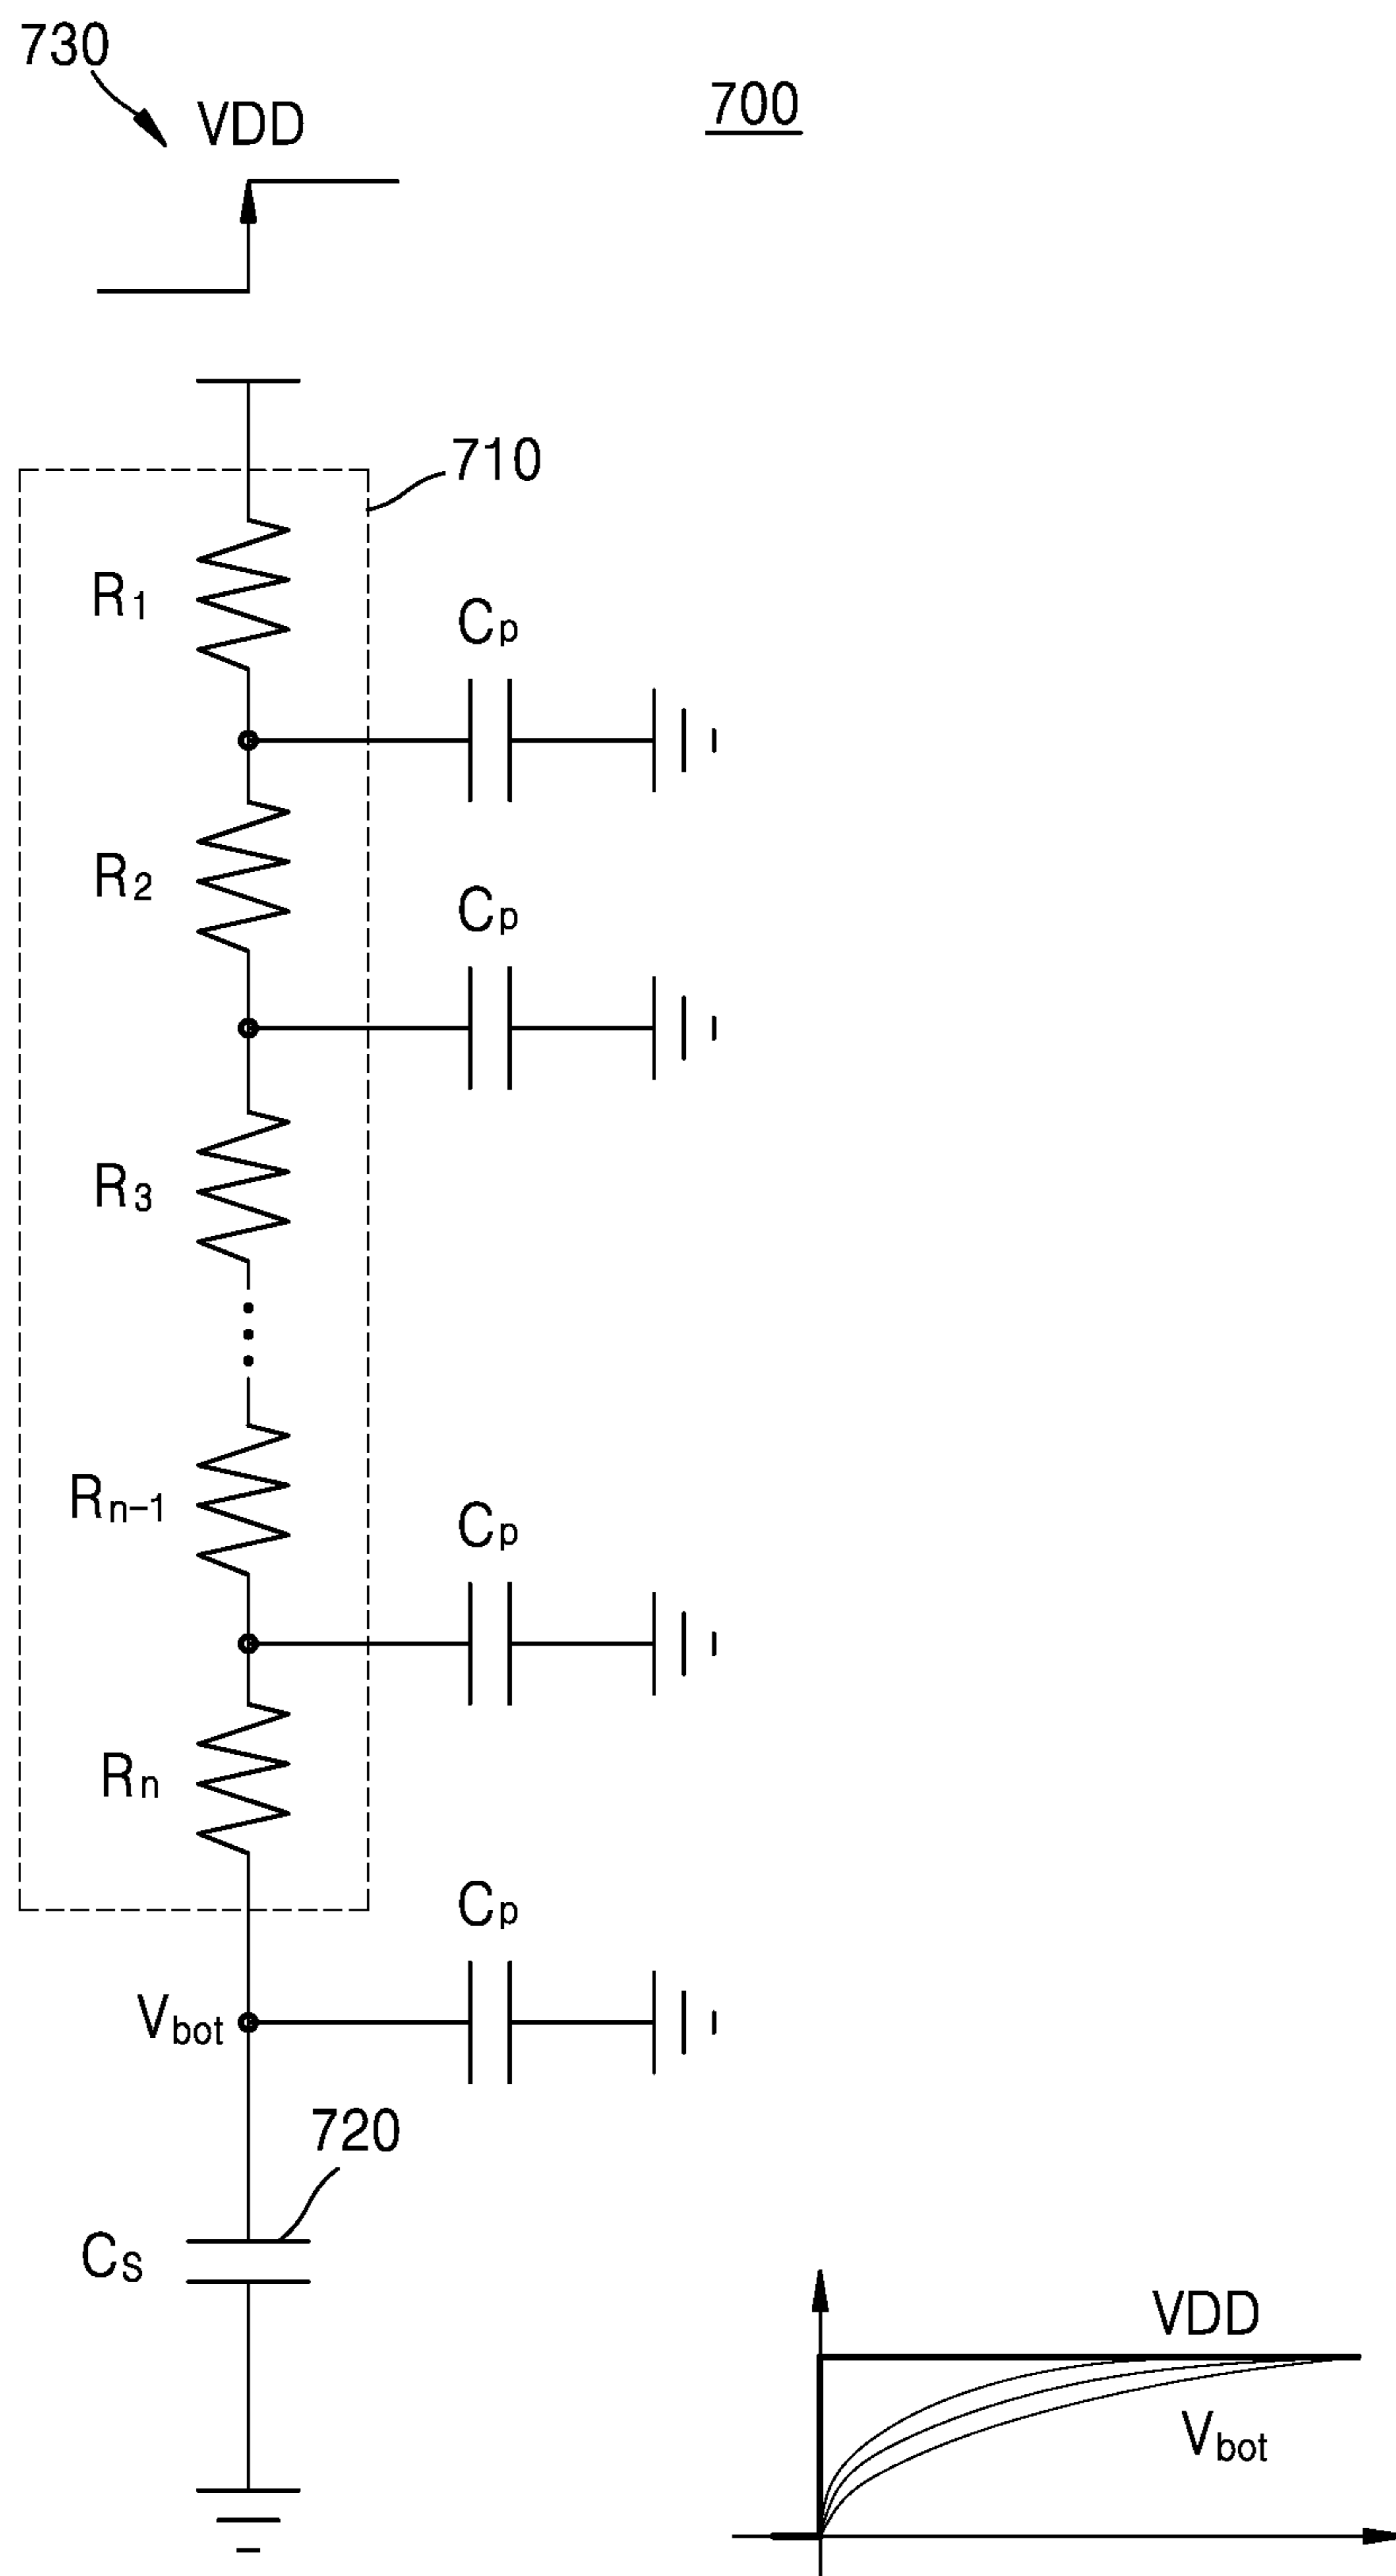 730
VDD
700
710
R1
Cp
R2
Cp
R3
Rn-1
Cp
Rn
Cp
Vbot
720
Cs
VDD
Vbot